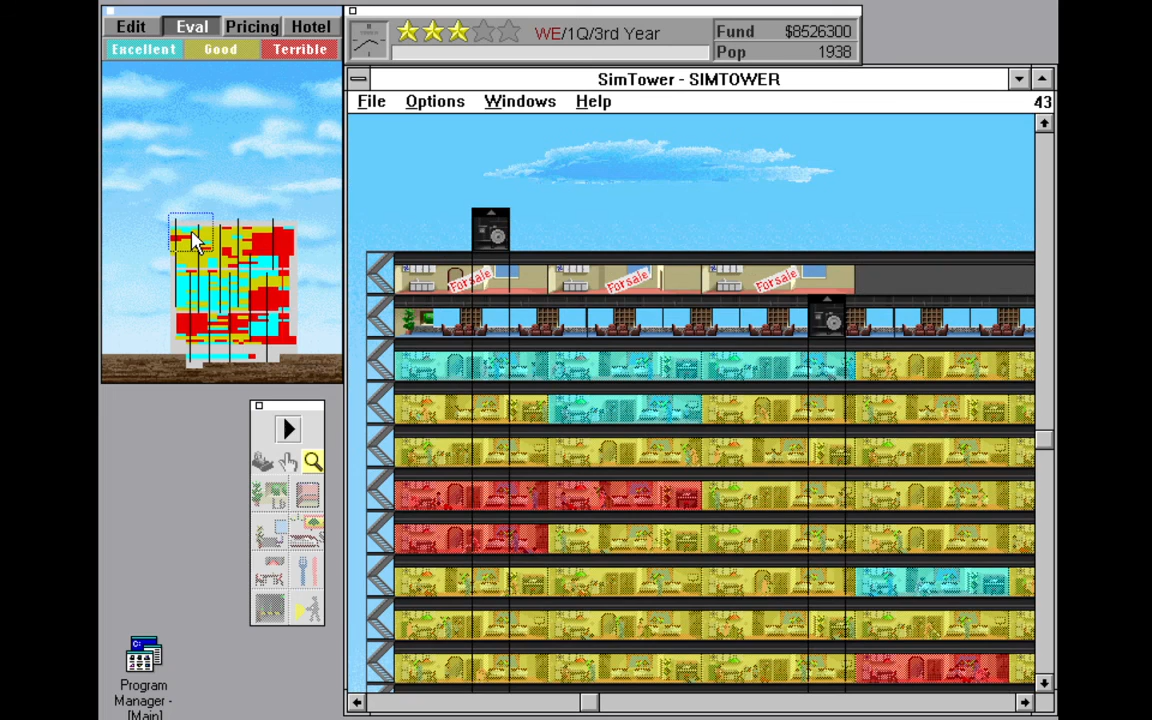 Edit Eval Pricing Hotel
Excellent Good Terrible
WE/1Q/3rd Year
Fund $8526300
Pop 1938
SimTower - SIMTOWER
File Options Windows Help 43
For sale For sale For sale
Program
Manager -
[Main]